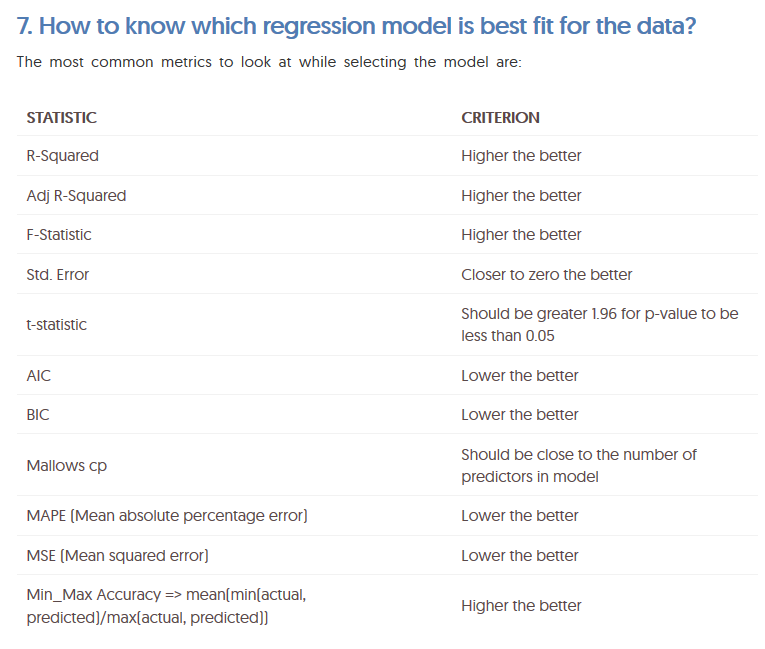 7. How to know which regression model is best fit for the data?
The most common metrics to look at while selecting the model are:
STATISTIC CRITERION
R-Squared Higher the better
Adj R-Squared Higher the better
F-Statistic Higher the better
Std. Error Closer to zero the better
t-statistic Should be greater 1.96 for p-value to be
less than 0.05
AIC Lower the better
BIC Lower the better
Mallows cp Should be close to the number of
predictors in model
MAPE (Mean absolute percentage error) Lower the better
MSE (Mean squared error) Lower the better
Min_Max Accuracy => mean(min(actual,
predicted)/max(actual, predicted)) Higher the better